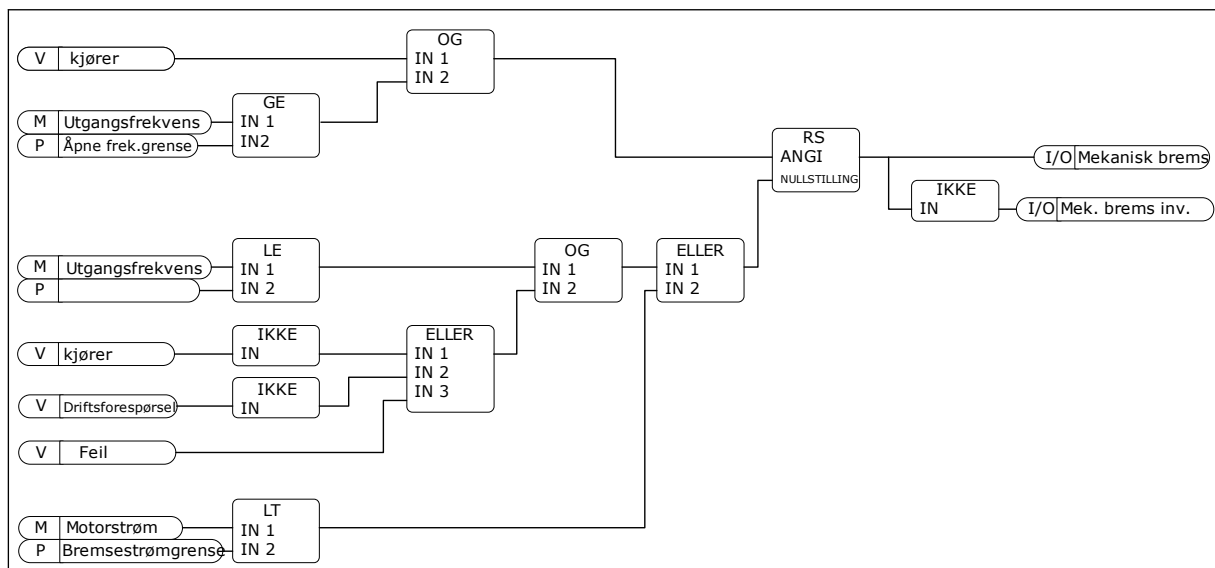 V kjører
OG
IN 1
IN 2
M Utgangsfrekvens
P Åpne frek.grense
GE
IN 1
IN2
RS
ANGI
NULLSTILLING
I/O Mekanisk brems
IKKE
IN
I/O Mek. brems inv.
M Utgangsfrekvens
P
LE
IN 1
IN 2
OG
IN 1
IN 2
ELLER
IN 1
IN 2
V kjører
IKKE
IN
ELLER
IN 1
IN 2
IN 3
V Driftsforespørsel
IKKE
IN
V Feil
M Motorstrøm
P Bremsestrømgrense
LT
IN 1
IN 2